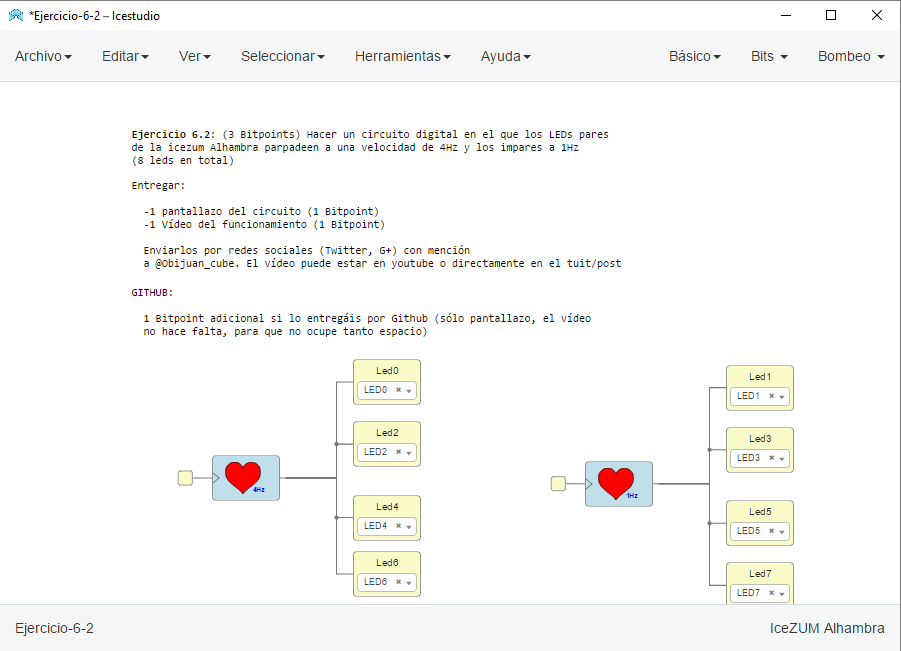 *Ejercicio-6-2 – Icestudio
Archivo Editar Ver Seleccionar Herramientas Ayuda Básico Bits Bombeo
Ejercicio 6.2: (3 Bitpoints) Hacer un circuito digital en el que los LEDs pares
de la icezum Alhambra parpadeen a una velocidad de 4Hz y los impares a 1Hz
(8 leds en total)
Entregar:
-1 pantallazo del circuito (1 Bitpoint)
-1 Vídeo del funcionamiento (1 Bitpoint)
Enviarlos por redes sociales (Twitter, G+) con mención
a @Obijuan_cube. El vídeo puede estar en youtube o directamente en el tuit/post
GITHUB:
1 Bitpoint adicional si lo entregáis por Github (sólo pantallazo, el vídeo
no hace falta, para que no ocupe tanto espacio)
Led0
LED0
Led2
LED2
4Hz
Led4
LED4
Led6
LED6
Led1
LED1
Led3
LED3
1Hz
Led5
LED5
Led7
LED7
Ejercicio-6-2
IceZUM Alhambra